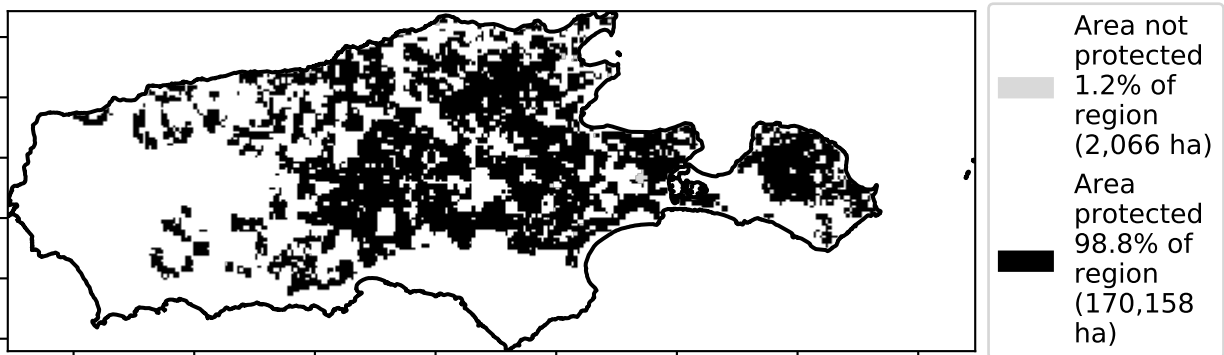 Area not
protected
1.2% of
region
(2,066 ha)
Area
protected
98.8% of
region
(170,158
ha)